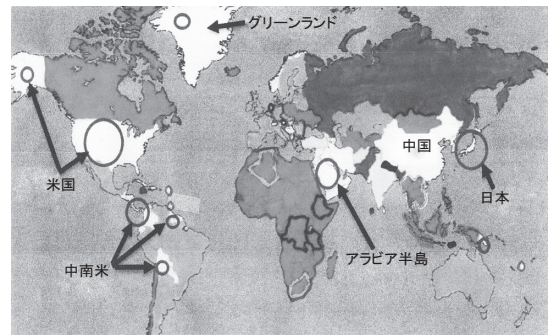 グリーンランド
中国
米国
日本
中南米
アラビア半島